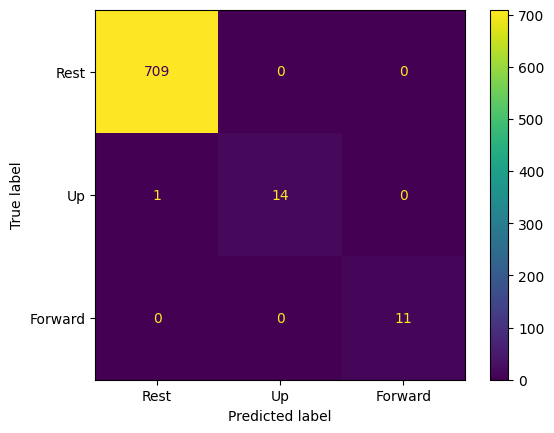 Rest 709 0 0
Up 1 14 0
Forward 0 0 11
Rest Up Forward
Predicted label
True label
700
600
500
400
300
200
100
0